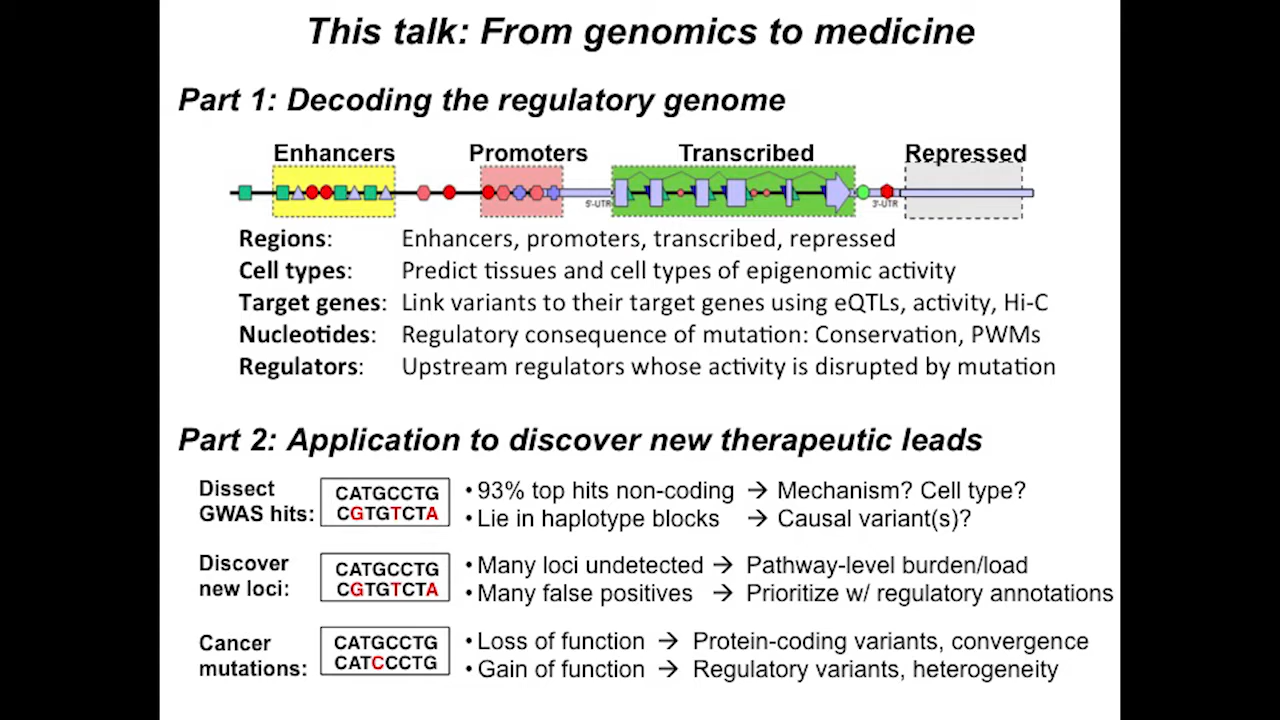 This talk: From genomics to medicine
Part 1: Decoding the regulatory genome
Enhancers Promoters Transcribed Repressed
5'-UTR 3'-UTR
Regions: Enhancers, promoters, transcribed, repressed
Cell types: Predict tissues and cell types of epigenomic activity
Target genes: Link variants to their target genes using eQTLs, activity, Hi-C
Nucleotides: Regulatory consequence of mutation: Conservation, PWMs
Regulators: Upstream regulators whose activity is disrupted by mutation
Part 2: Application to discover new therapeutic leads
Dissect CATGCCTG • 93% top hits non-coding → Mechanism? Cell type?
GWAS hits: CGTGTCTA • Lie in haplotype blocks → Causal variant(s)?
Discover CATGCCTG • Many loci undetected → Pathway-level burden/load
new loci: CGTGTCTA • Many false positives → Prioritize w/ regulatory annotations
Cancer CATGCCTG • Loss of function → Protein-coding variants, convergence
mutations: CATCCCTG • Gain of function → Regulatory variants, heterogeneity